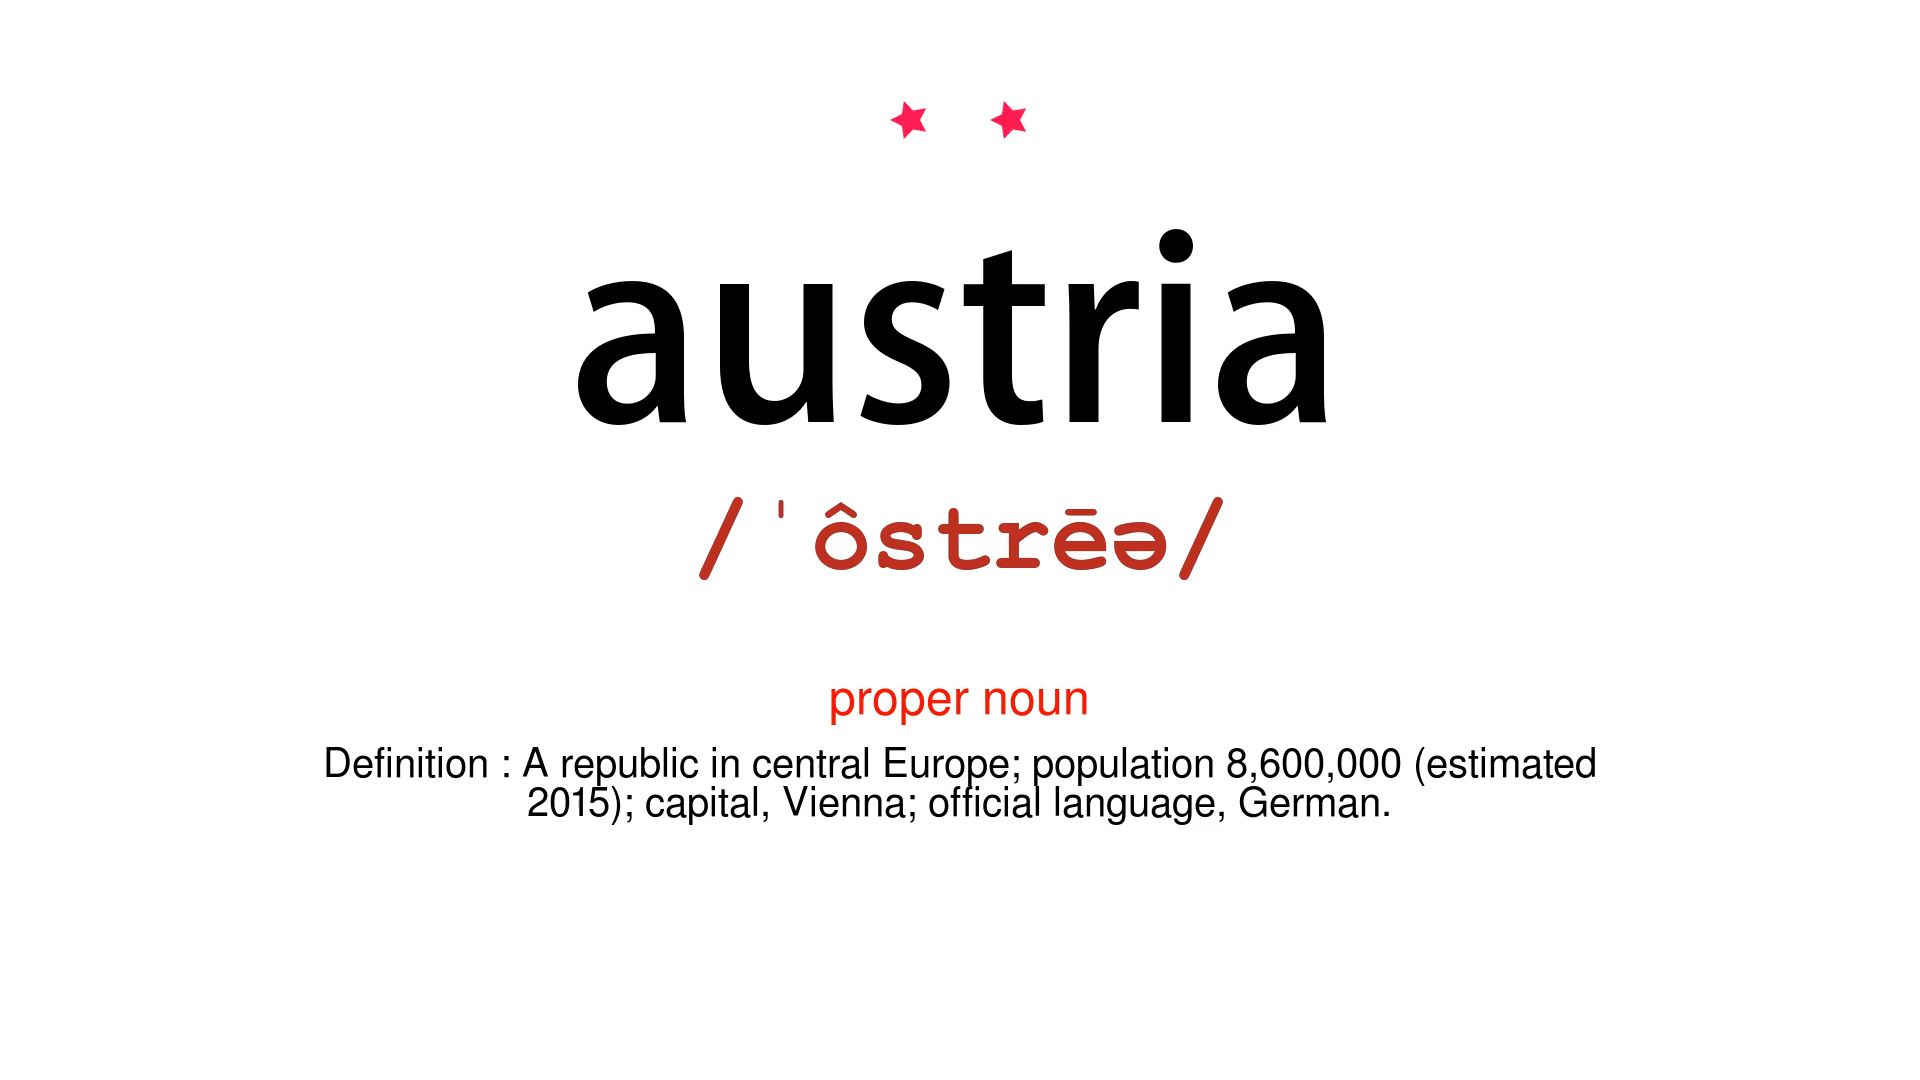 austria
/ˈôstrēə/
proper noun
Definition : A republic in central Europe; population 8,600,000 (estimated
2015); capital, Vienna; official language, German.